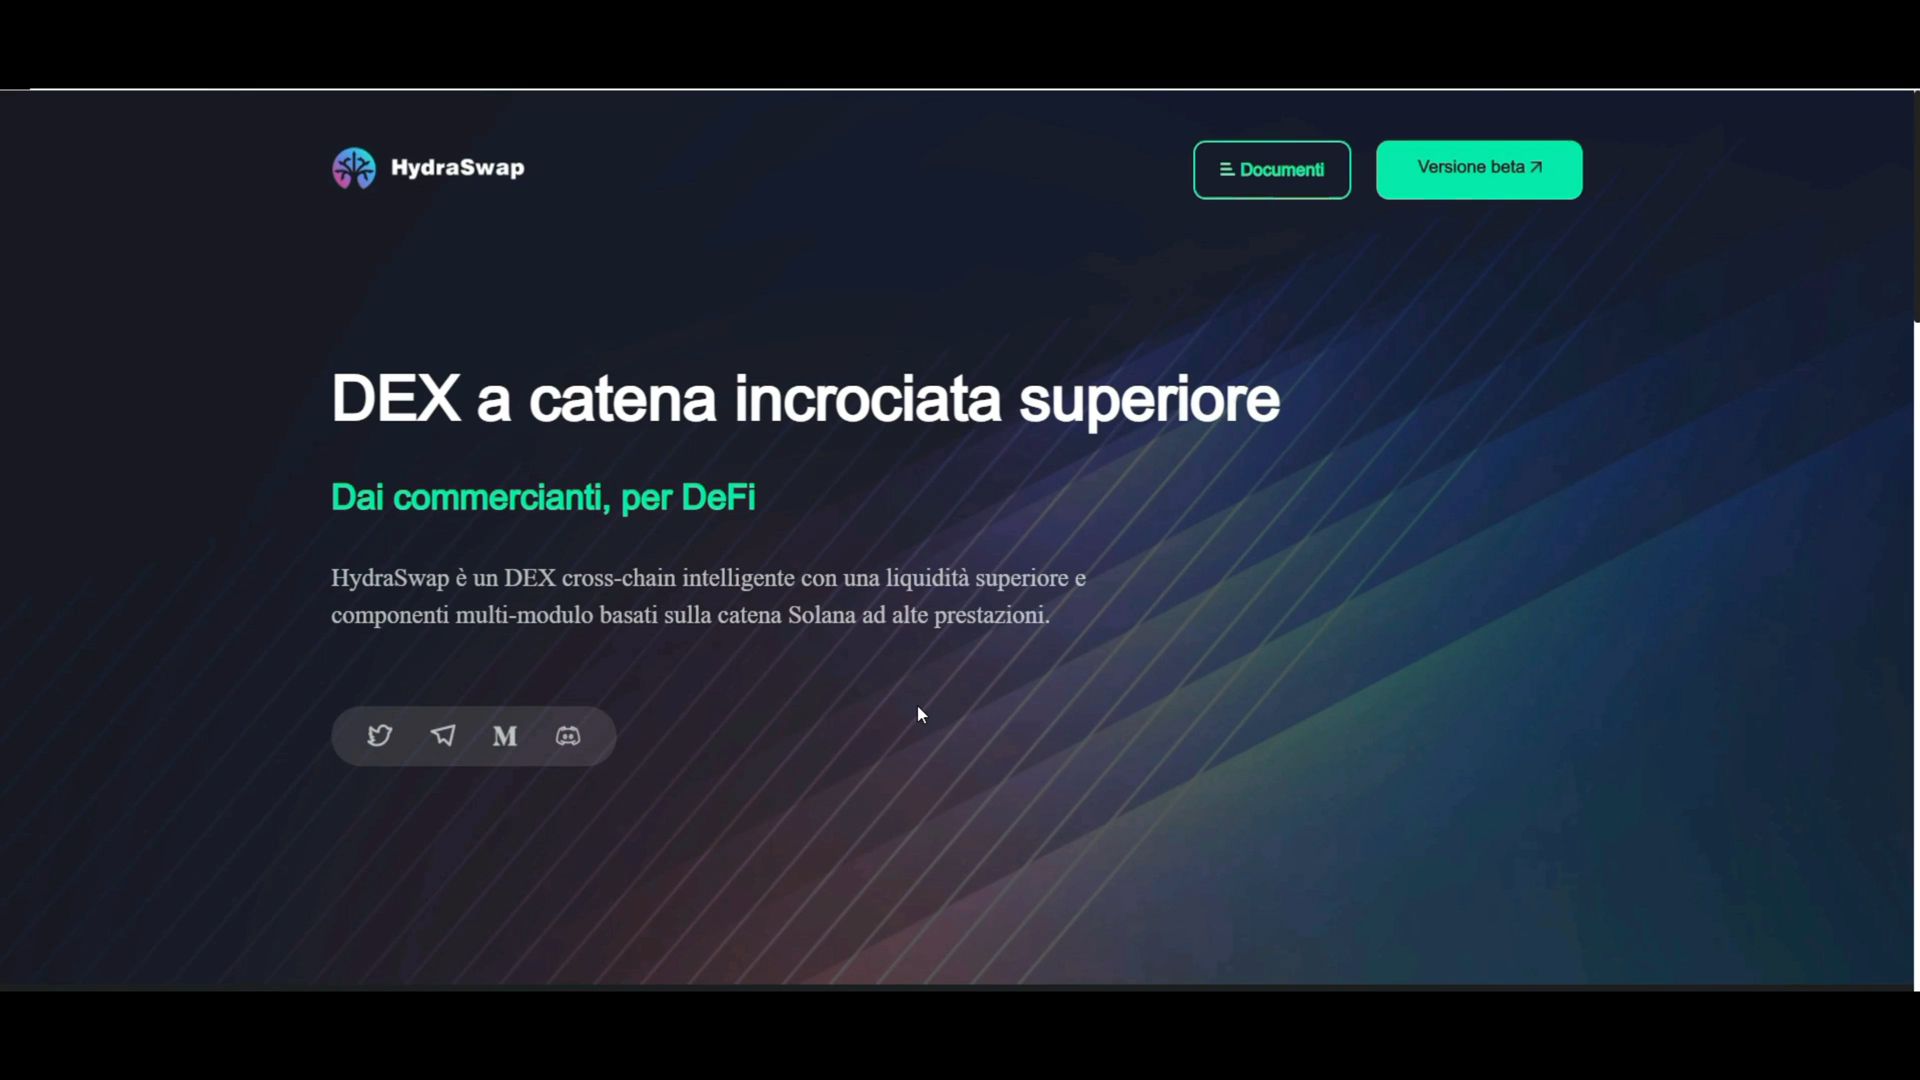 HydraSwap
Documenti
Versione beta
DEX a catena incrociata superiore
Dai commercianti, per DeFi
HydraSwap è un DEX cross-chain intelligente con una liquidità superiore e
componenti multi-modulo basati sulla catena Solana ad alte prestazioni.